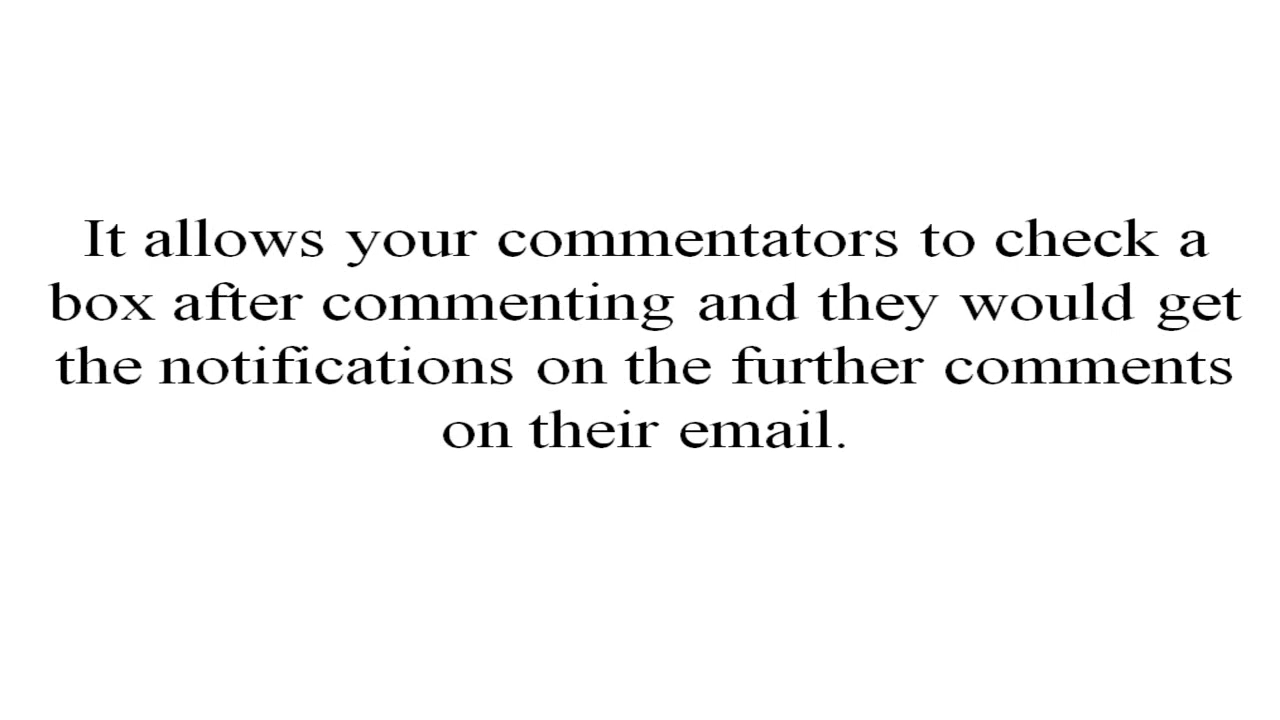 It allows your commentators to check a
box after commenting and they would get
the notifications on the further comments
on their email.